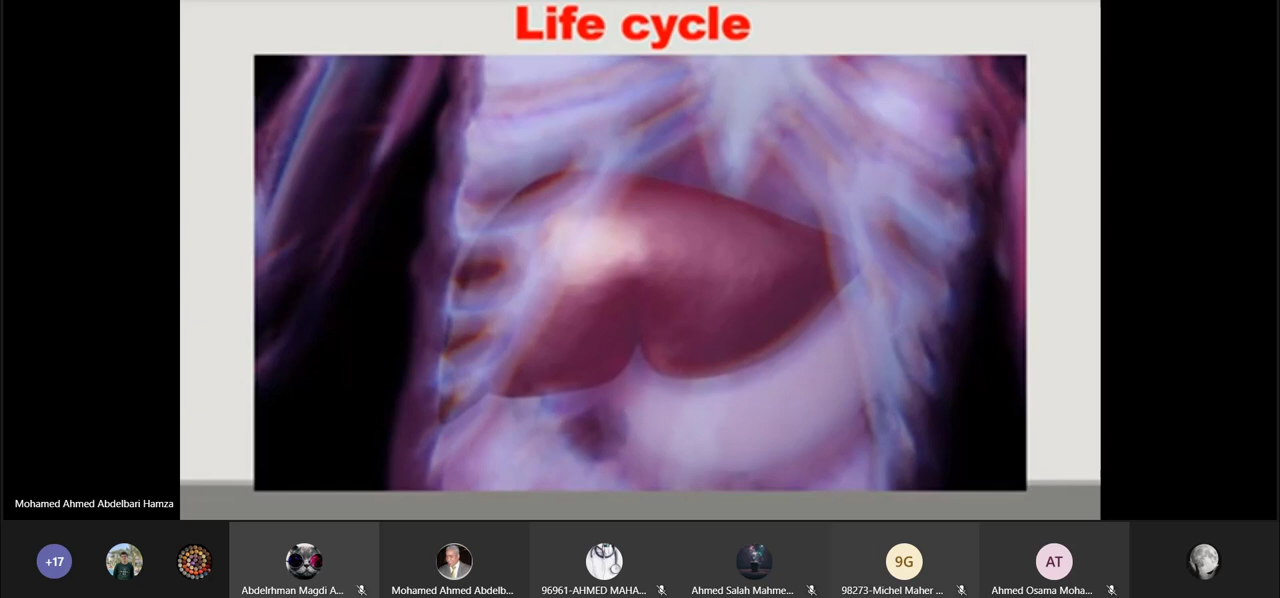 Life cycle
Mohamed Ahmed Abdelbari Hamza
+17
Abdelrhman Magdi A...
Mohamed Ahmed Abdelb...
96961-AHMED MAHA...
Ahmed Salah Mahme...
9G
98273-Michel Maher ...
AT
Ahmed Osama Moha...